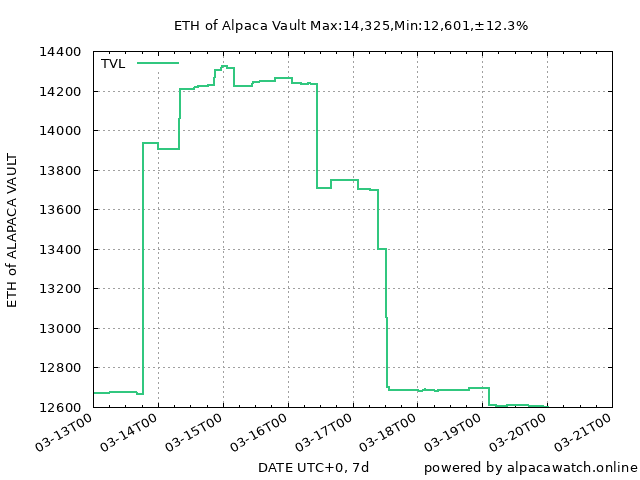 ETH of Alpaca Vault Max:14,325,Min:12,601,±12.3%
TVL
14400
14200
14000
13800
13600
13400
13200
13000
12800
12600
ETH of ALAPACA VAULT
03-13T00
03-14T00
03-15T00
03-16T00
03-17T00
03-18T00
03-19T00
03-20T00
03-21T00
DATE UTC+0, 7d
powered by alpacawatch.online